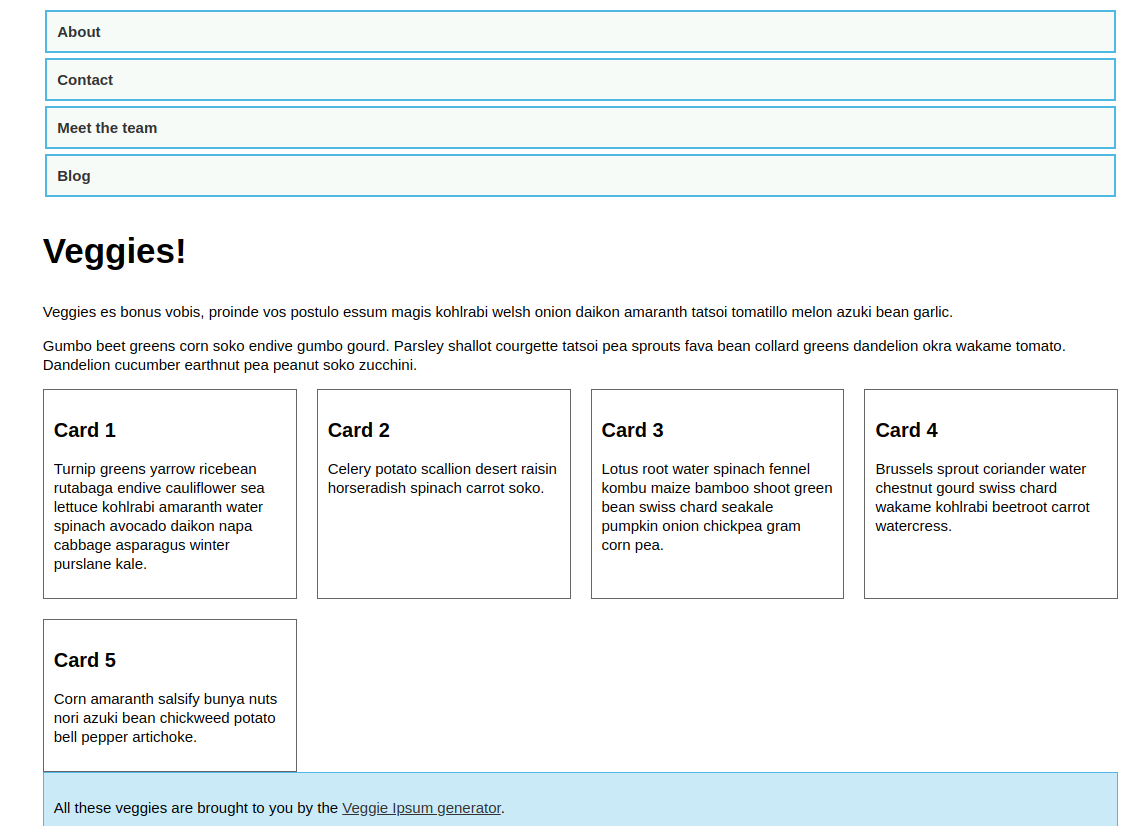 About
Contact
Meet the team
Blog
Veggies!
Veggies es bonus vobis, proinde vos postulo essum magis kohlrabi welsh onion daikon amaranth tatsoi tomatillo melon azuki bean garlic.
Gumbo beet greens corn soko endive gumbo gourd. Parsley shallot courgette tatsoi pea sprouts fava bean collard greens dandelion okra wakame tomato.
Dandelion cucumber earthnut pea peanut soko zucchini.
Card 1
Turnip greens yarrow ricebean
rutabaga endive cauliflower sea
lettuce kohlrabi amaranth water
spinach avocado daikon napa
cabbage asparagus winter
purslane kale.
Card 2
Celery potato scallion desert raisin
horseradish spinach carrot soko.
Card 3
Lotus root water spinach fennel
kombu maize bamboo shoot green
bean swiss chard seakale
pumpkin onion chickpea gram
corn pea.
Card 4
Brussels sprout coriander water
chestnut gourd swiss chard
wakame kohlrabi beetroot carrot
watercress.
Card 5
Corn amaranth salsify bunya nuts
nori azuki bean chickweed potato
bell pepper artichoke.
All these veggies are brought to you by the Veggie Ipsum generator.